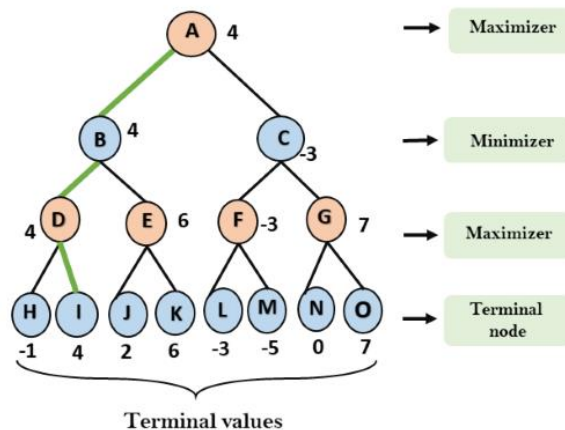 A 4 Maximizer
B 4 C -3 Minimizer
D 4 E 6 F -3 G 7 Maximizer
H I J K L M N O Terminal
node
-1 4 2 6 -3 -5 0 7
Terminal values